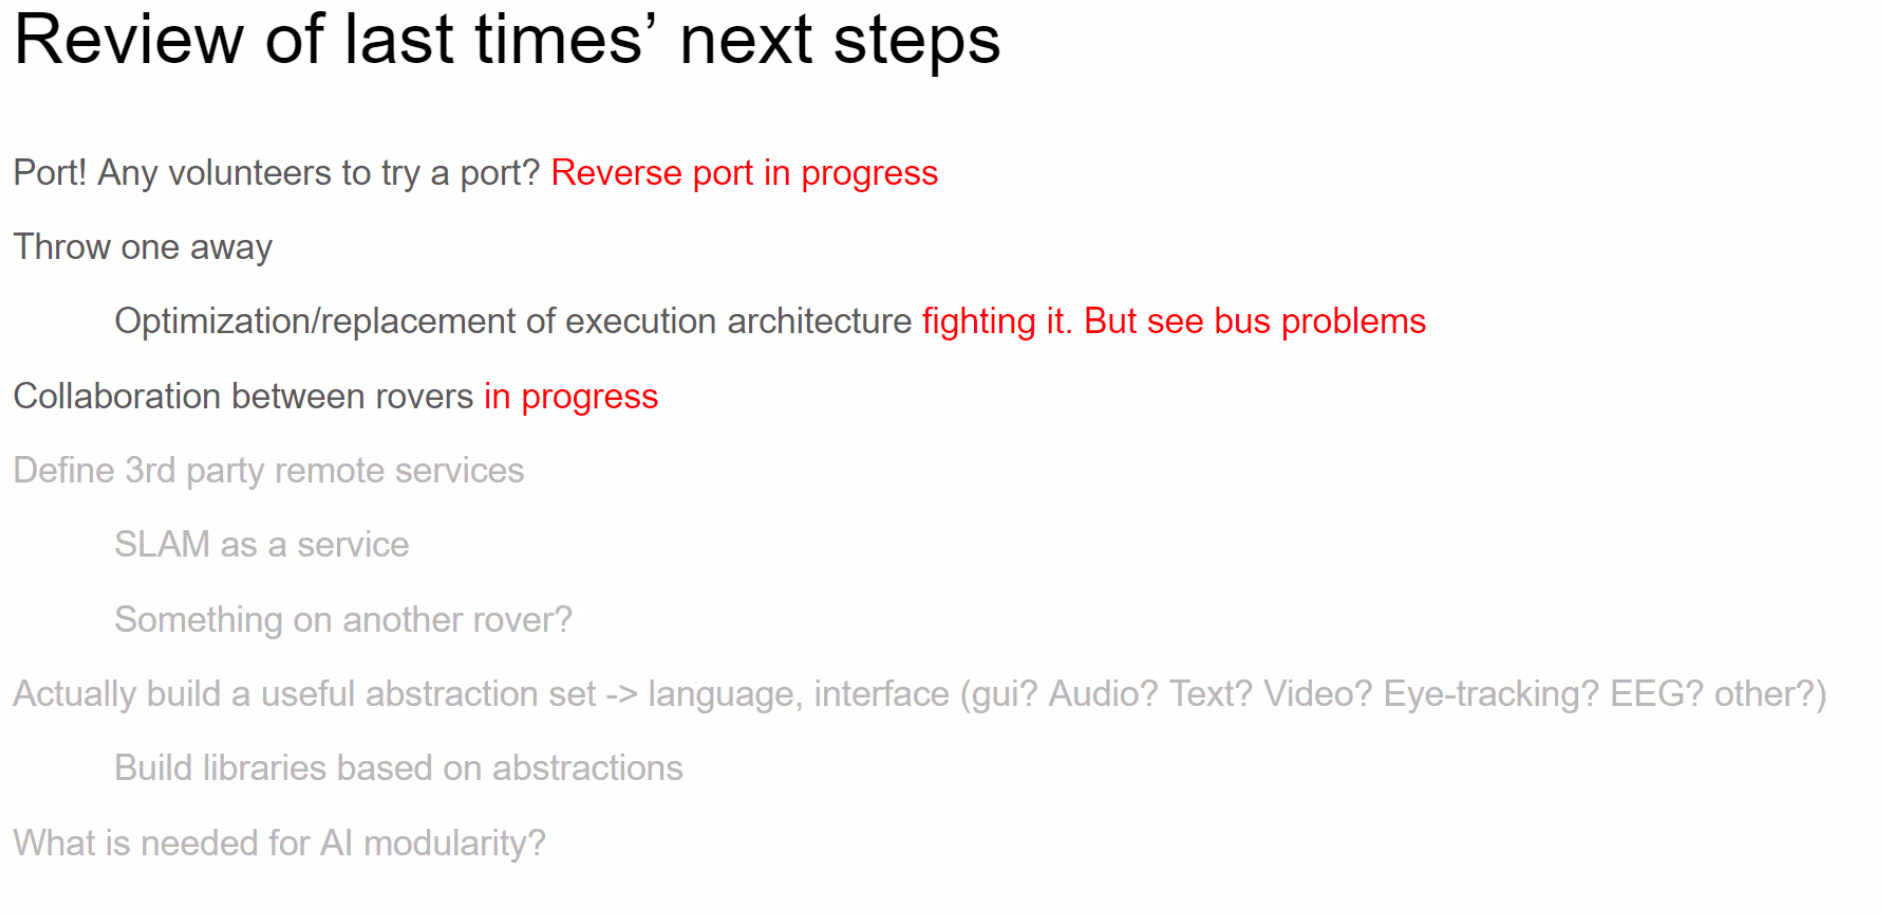 Review of last times’ next steps
Port! Any volunteers to try a port? Reverse port in progress
Throw one away
Optimization/replacement of execution architecture fighting it. But see bus problems
Collaboration between rovers in progress
Define 3rd party remote services
SLAM as a service
Something on another rover?
Actually build a useful abstraction set -> language, interface (gui? Audio? Text? Video? Eye-tracking? EEG? other?)
Build libraries based on abstractions
What is needed for AI modularity?